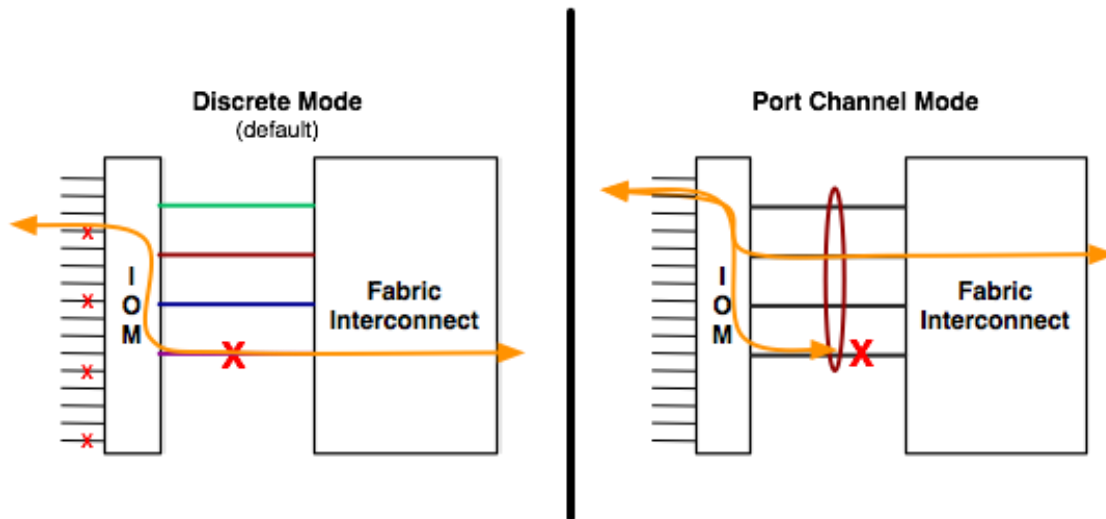 Discrete Mode
(default)
I
O
M
Fabric
Interconnect
X
X
X
X
X
Port Channel Mode
I
O
M
Fabric
Interconnect
X